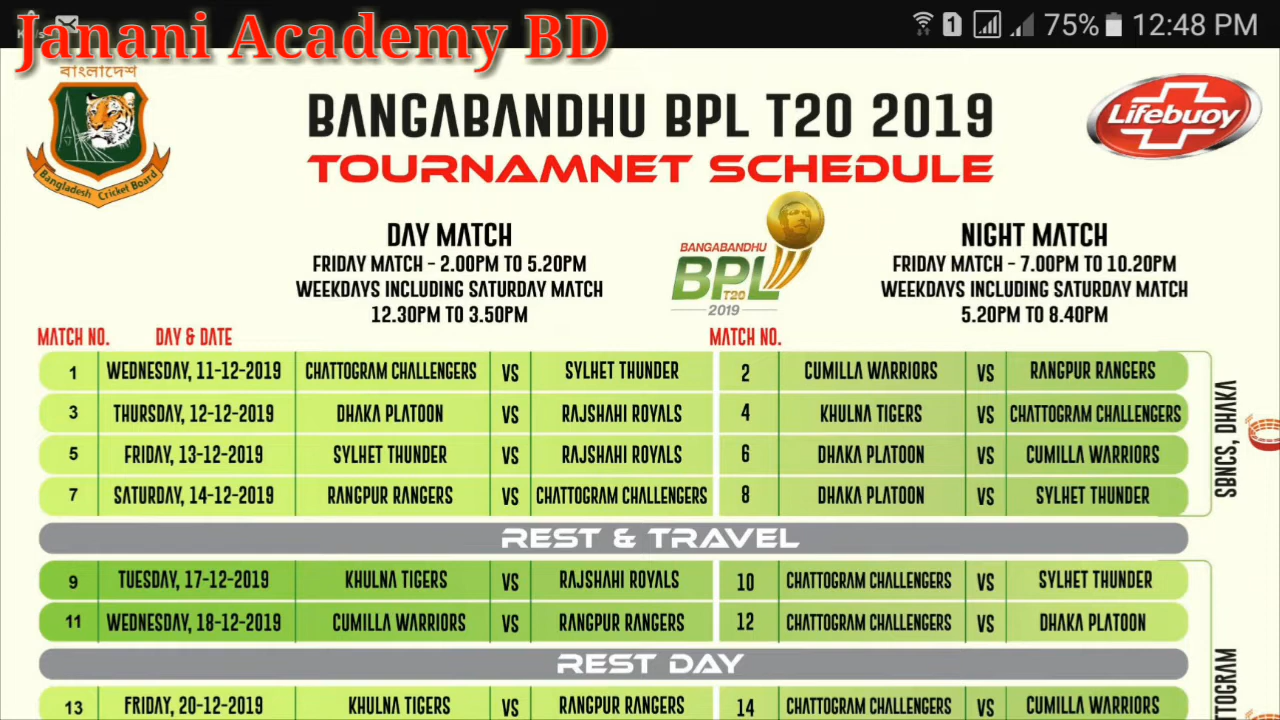 Janani Academy BD
75% 12:48 PM
বাংলাদেশ
Bangladesh Cricket Board
BANGABANDHU BPL T20 2019
TOURNAMNET SCHEDULE
Lifebuoy
DAY MATCH
FRIDAY MATCH - 2.00PM TO 5.20PM
WEEKDAYS INCLUDING SATURDAY MATCH
12.30PM TO 3.50PM
BANGABANDHU
BPL
T20
2019
NIGHT MATCH
FRIDAY MATCH - 7.00PM TO 10.20PM
WEEKDAYS INCLUDING SATURDAY MATCH
5.20PM TO 8.40PM
MATCH NO. DAY & DATE MATCH NO.
1 WEDNESDAY, 11-12-2019 CHATTOGRAM CHALLENGERS VS SYLHET THUNDER 2 CUMILLA WARRIORS VS RANGPUR RANGERS
3 THURSDAY, 12-12-2019 DHAKA PLATOON VS RAJSHAHI ROYALS 4 KHULNA TIGERS VS CHATTOGRAM CHALLENGERS
5 FRIDAY, 13-12-2019 SYLHET THUNDER VS RAJSHAHI ROYALS 6 DHAKA PLATOON VS CUMILLA WARRIORS
7 SATURDAY, 14-12-2019 RANGPUR RANGERS VS CHATTOGRAM CHALLENGERS 8 DHAKA PLATOON VS SYLHET THUNDER
SBNCS, DHAKA
REST & TRAVEL
9 TUESDAY, 17-12-2019 KHULNA TIGERS VS RAJSHAHI ROYALS 10 CHATTOGRAM CHALLENGERS VS SYLHET THUNDER
11 WEDNESDAY, 18-12-2019 CUMILLA WARRIORS VS RANGPUR RANGERS 12 CHATTOGRAM CHALLENGERS VS DHAKA PLATOON
REST DAY
13 FRIDAY, 20-12-2019 KHULNA TIGERS VS RANGPUR RANGERS 14 CHATTOGRAM CHALLENGERS VS CUMILLA WARRIORS
TTOGRAM